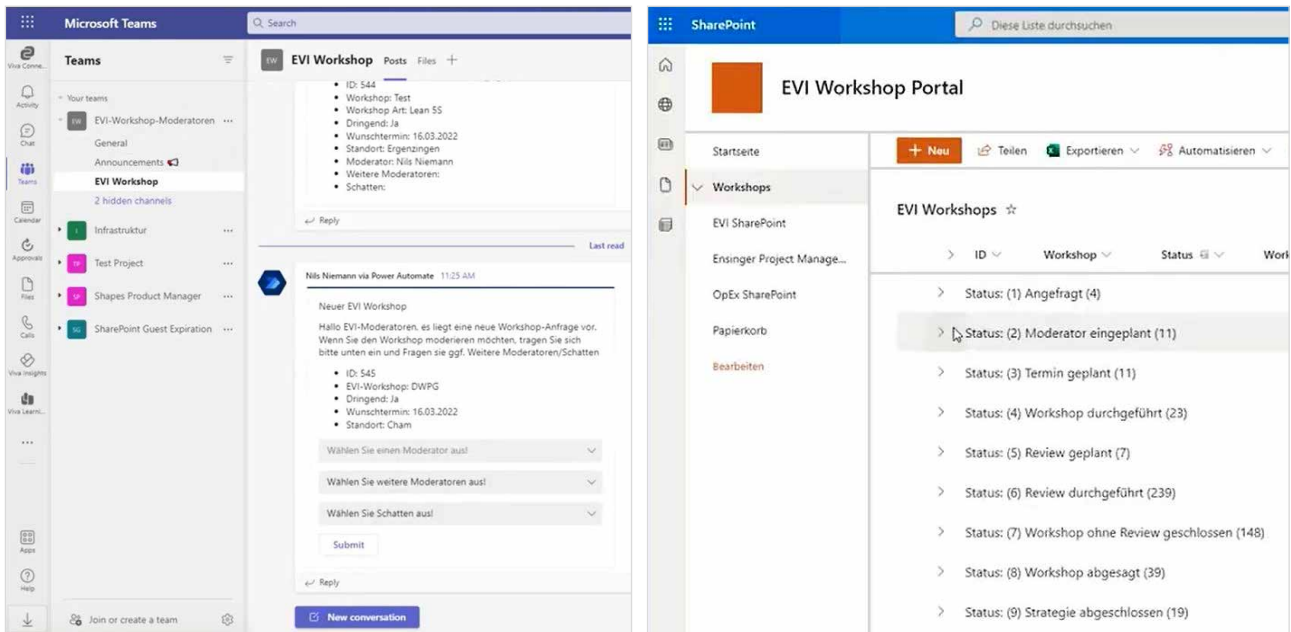 Microsoft Teams
Search
Viva Conne...
Activity
Chat
Teams
Calendar
Approvals
Files
Calls
Viva Insights
Viva Learni...
...
Apps
Help
Teams
Your teams
EW EVI-Workshop-Moderatoren ...
General
Announcements
EVI Workshop
2 hidden channels
I Infrastruktur ...
TP Test Project ...
SP Shapes Product Manager ...
SG SharePoint Guest Expiration ...
Join or create a team
EW EVI Workshop Posts Files +
• ID: 544
• Workshop: Test
• Workshop Art: Lean 5S
• Dringend: Ja
• Wunschtermin: 16.03.2022
• Standort: Ergenzingen
• Moderator: Nils Niemann
• Weitere Moderatoren:
• Schatten:
Reply
Last read
Nils Niemann via Power Automate 11:25 AM
Neuer EVI Workshop
Hallo EVI-Moderatoren, es liegt eine neue Workshop-Anfrage vor.
Wenn Sie den Workshop moderieren möchten, tragen Sie sich
bitte unten ein und Fragen sie ggf. Weitere Moderatoren/Schatten
• ID: 545
• EVI-Workshop: DWPG
• Dringend: Ja
• Wunschtermin: 16.03.2022
• Standort: Cham
Wählen Sie einen Moderator aus!
Wählen Sie weitere Moderatoren aus!
Wählen Sie Schatten aus!
Submit
Reply
New conversation
SharePoint
Diese Liste durchsuchen
EVI Workshop Portal
Startseite
Workshops
EVI SharePoint
Ensinger Project Manage...
OpEx SharePoint
Papierkorb
Bearbeiten
+ Neu Teilen Exportieren Automatisieren
EVI Workshops
ID Workshop Status Work
Status: (1) Angefragt (4)
Status: (2) Moderator eingeplant (11)
Status: (3) Termin geplant (11)
Status: (4) Workshop durchgeführt (23)
Status: (5) Review geplant (7)
Status: (6) Review durchgeführt (239)
Status: (7) Workshop ohne Review geschlossen (148)
Status: (8) Workshop abgesagt (39)
Status: (9) Strategie abgeschlossen (19)